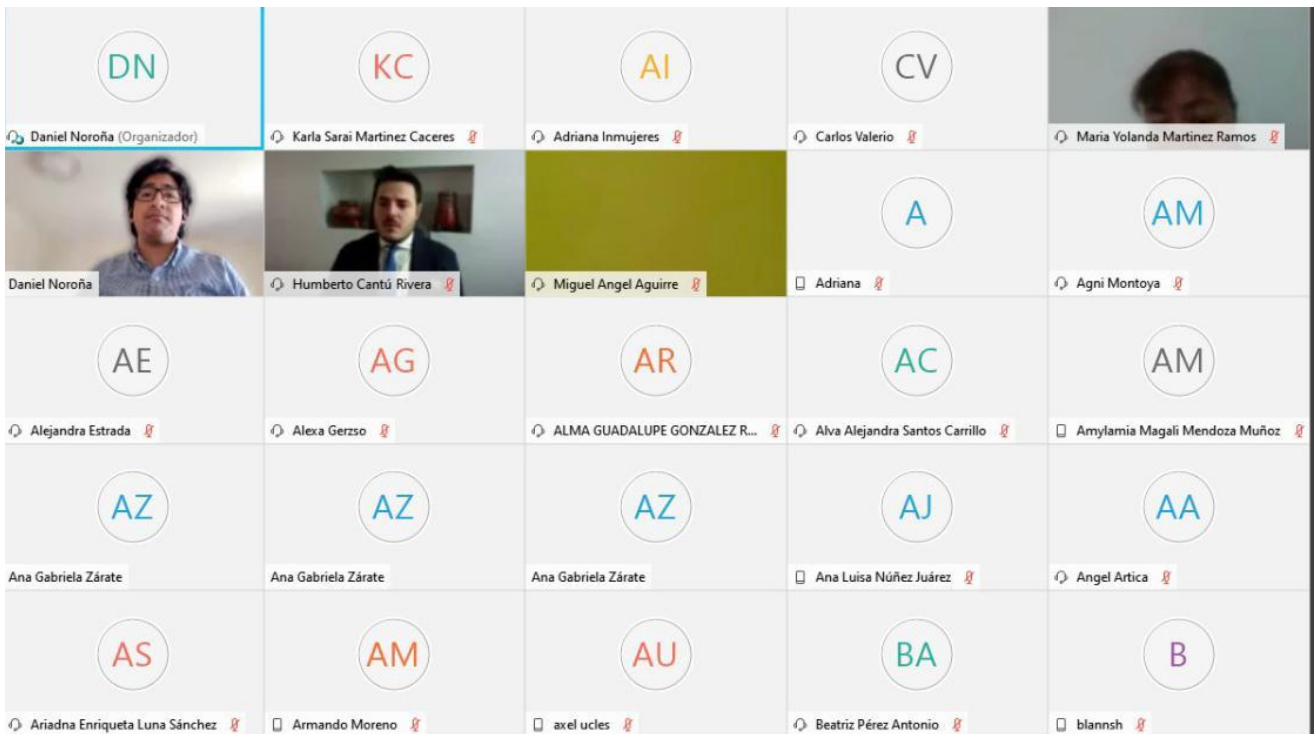 DN
KC
AI
CV
Daniel Noroña (Organizador)
Karla Sarai Martinez Caceres
Adriana Inmujeres
Carlos Valerio
Maria Yolanda Martinez Ramos
A
AM
Daniel Noroña
Humberto Cantú Rivera
Miguel Angel Aguirre
Adriana
Agni Montoya
AE
AG
AR
AC
AM
Alejandra Estrada
Alexa Gerzso
ALMA GUADALUPE GONZALEZ R...
Alva Alejandra Santos Carrillo
Amylamia Magali Mendoza Muñoz
AZ
AZ
AZ
AJ
AA
Ana Gabriela Zárate
Ana Gabriela Zárate
Ana Gabriela Zárate
Ana Luisa Núñez Juárez
Angel Artica
AS
AM
AU
BA
B
Ariadna Enriqueta Luna Sánchez
Armando Moreno
axel ucles
Beatriz Pérez Antonio
blannsh